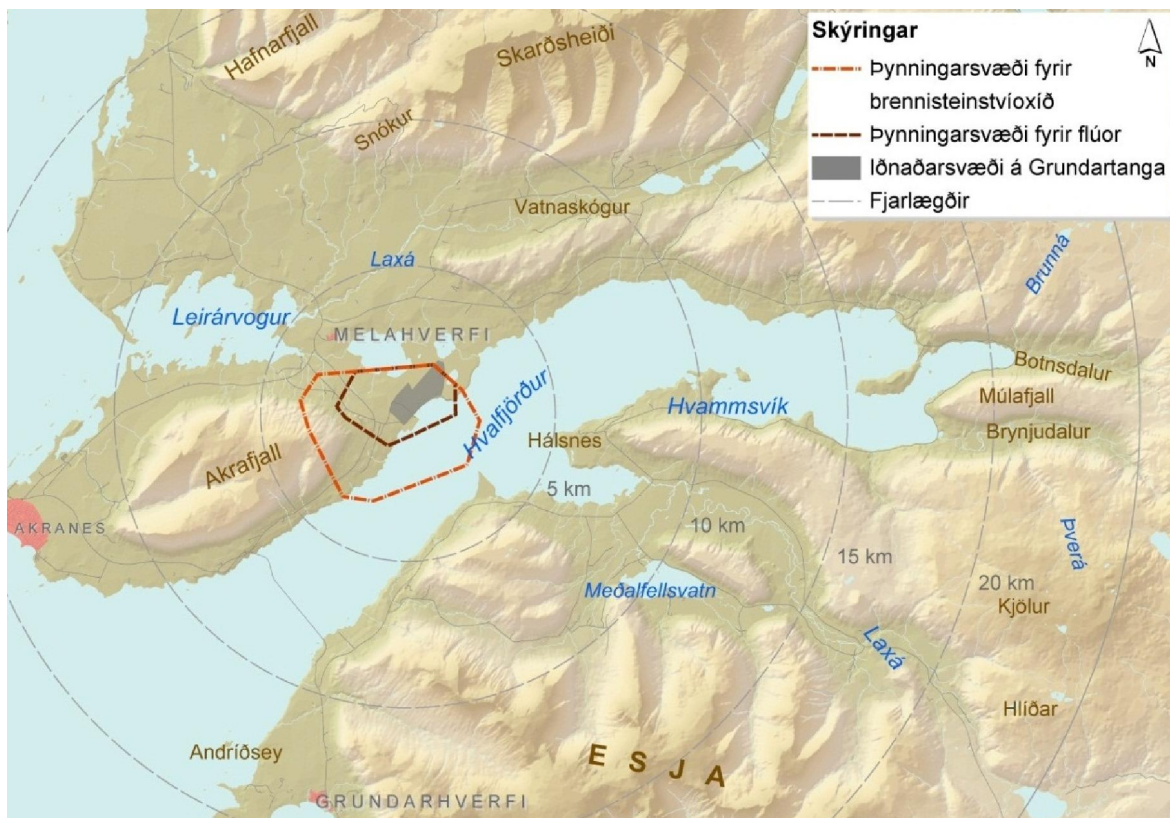 Skýringar
Þynningarsvæði fyrir
brennisteinstvíoxíð
Þynningarsvæði fyrir flúor
Iðnaðarsvæði á Grundartanga
Fjarlægðir
N
Hafnarfjall
Skarðsheiði
Snókur
Vatnaskógur
Brunná
Laxá
Leirárvogur
MELAHVERFI
Botnsdalur
Múlafjall
Hvammsvík
Hvalfjörður
Brynjudalur
Hálsnes
Akrafjall
5 km
AKRANES
10 km
Þverá
15 km
20 km
Meðalfellsvatn
Kjölur
Laxá
Hlíðar
Andríðsey
ESJA
GRUNDARHVERFI